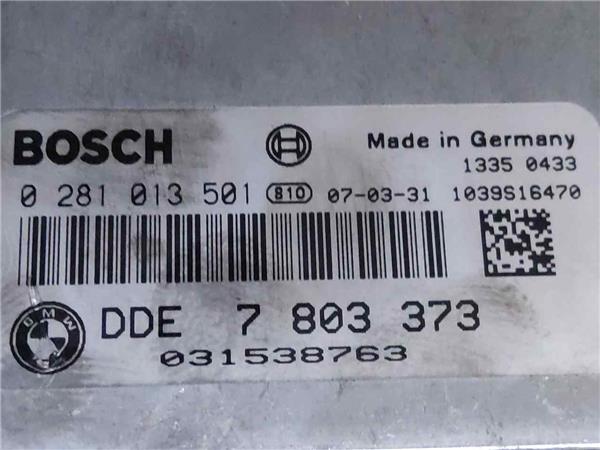 BOSCH
Made in Germany
1335 0433
0 281 013 501 810 07-03-31 1039S16470
BMW
DDE 7 803 373
031538763